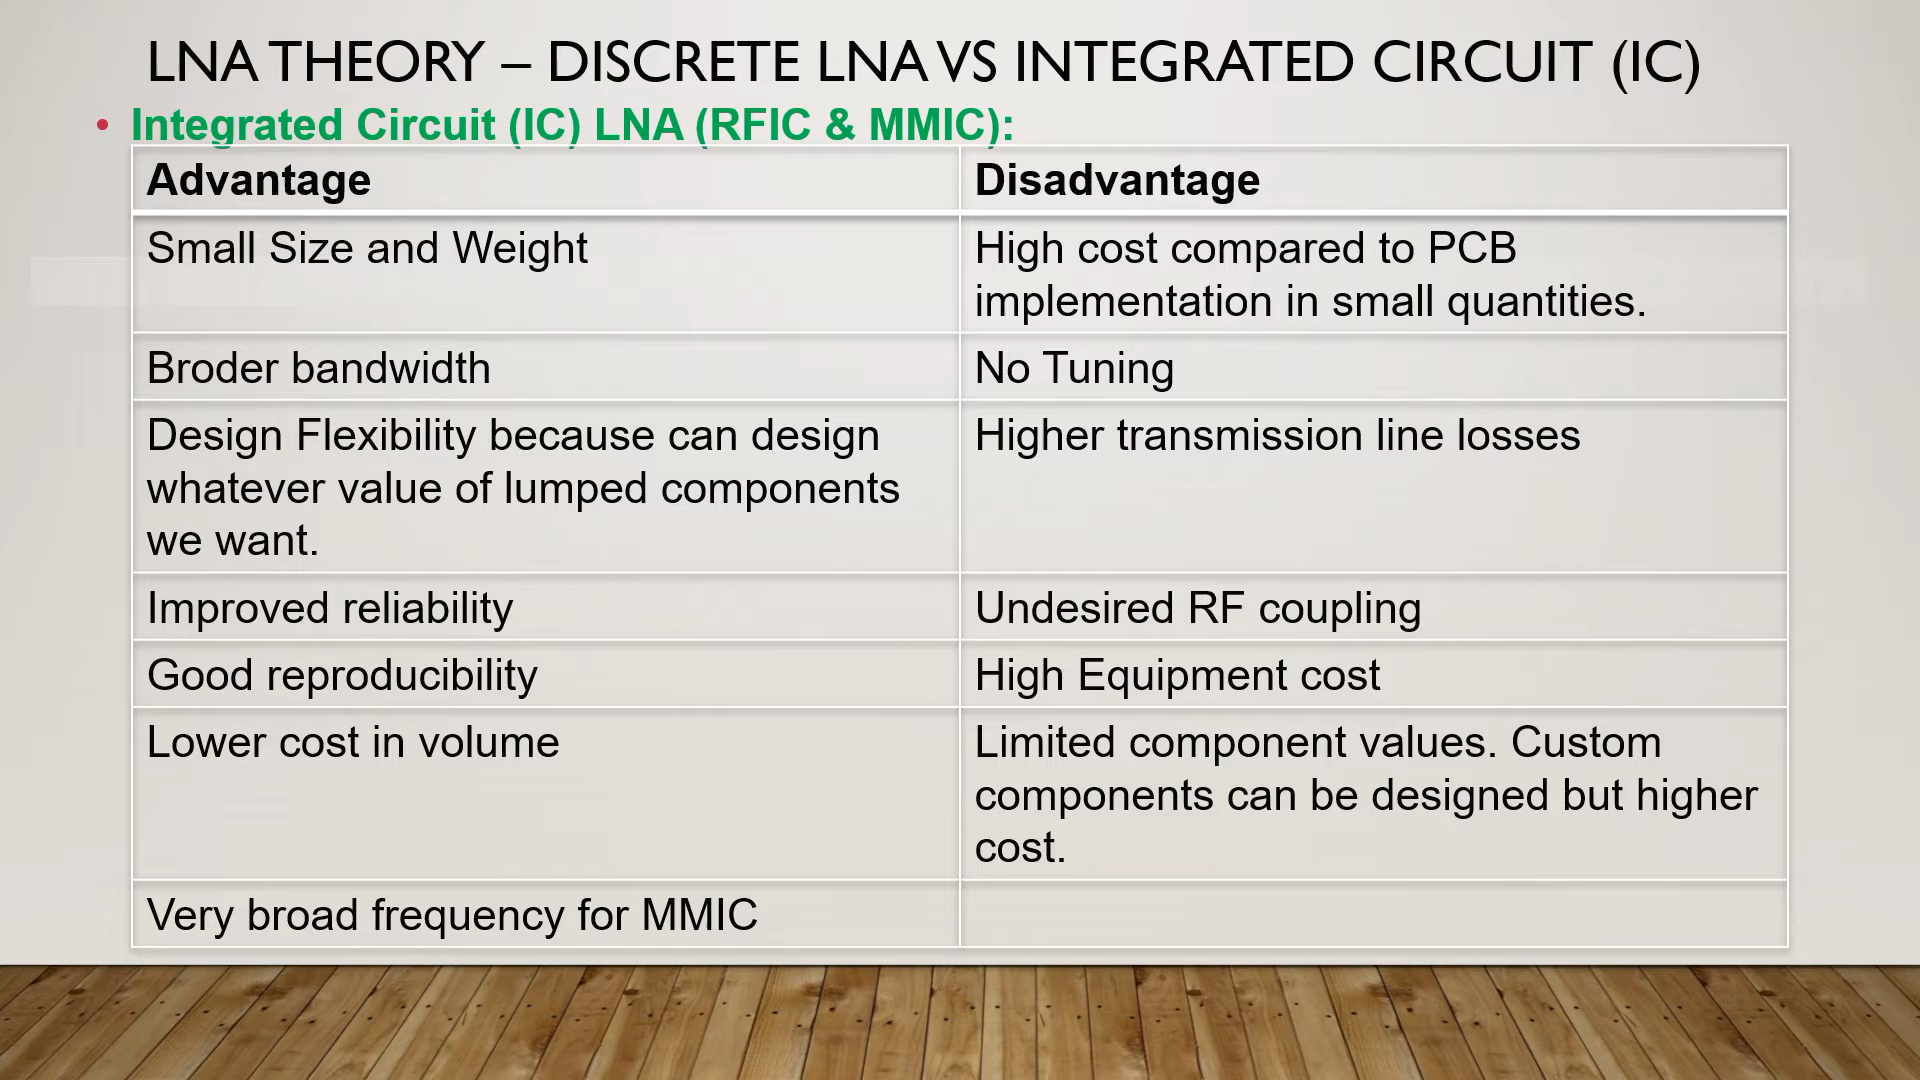 LNA THEORY – DISCRETE LNA VS INTEGRATED CIRCUIT (IC)
• Integrated Circuit (IC) LNA (RFIC & MMIC):
Advantage
Disadvantage
Small Size and Weight
High cost compared to PCB
implementation in small quantities.
Broder bandwidth
No Tuning
Design Flexibility because can design
whatever value of lumped components
we want.
Higher transmission line losses
Improved reliability
Undesired RF coupling
Good reproducibility
High Equipment cost
Lower cost in volume
Limited component values. Custom
components can be designed but higher
cost.
Very broad frequency for MMIC